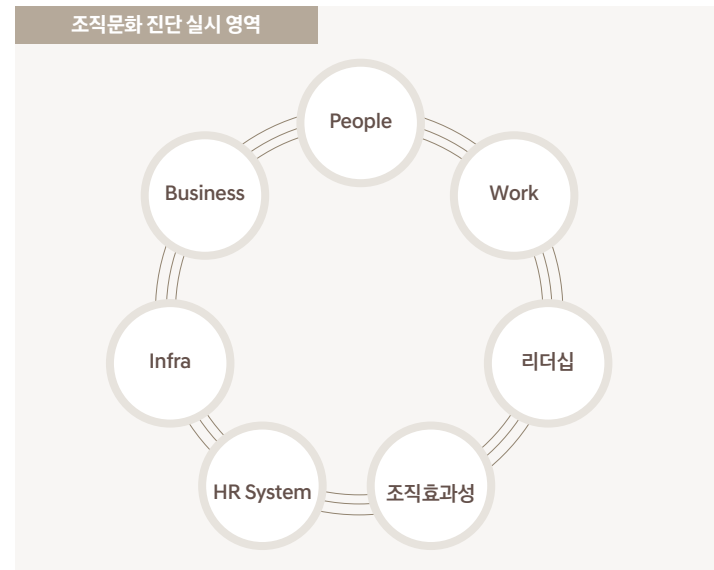 조직문화 진단 실시 영역
People
Work
리더십
조직효과성
HR System
Infra
Business